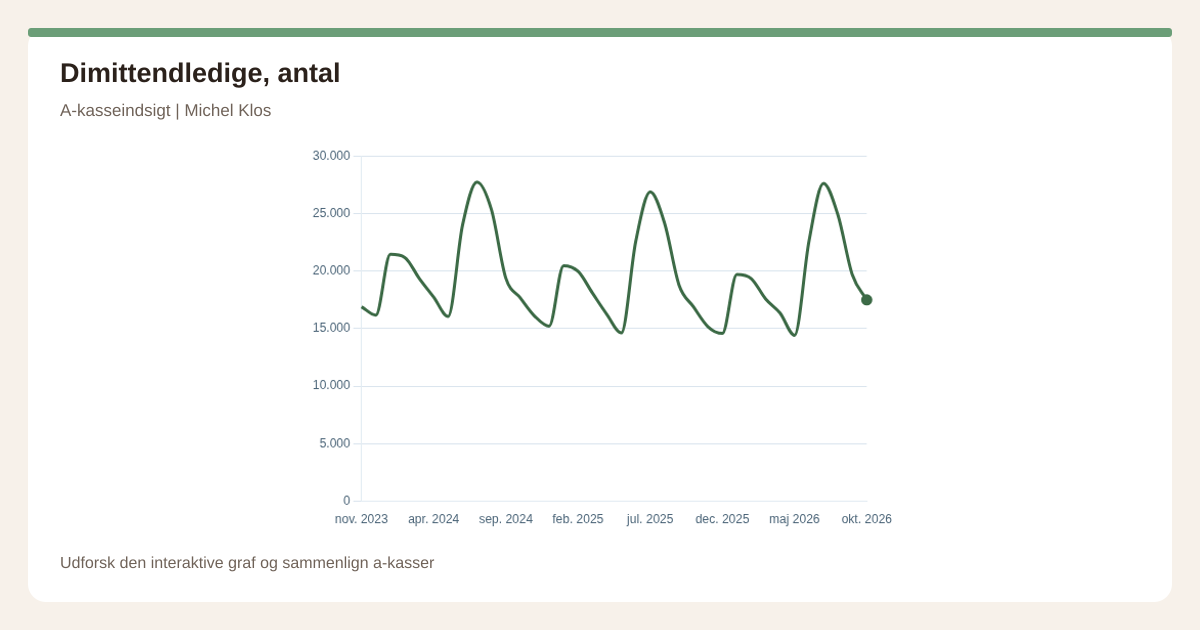 Dimittendledige, antal
A-kasseindsigt | Michel Klos
30.000
25.000
20.000
15.000
10.000
5.000
0
nov. 2023 apr. 2024 sep. 2024 feb. 2025 jul. 2025 dec. 2025 maj 2026 okt. 2026
Udforsk den interaktive graf og sammenlign a-kasser